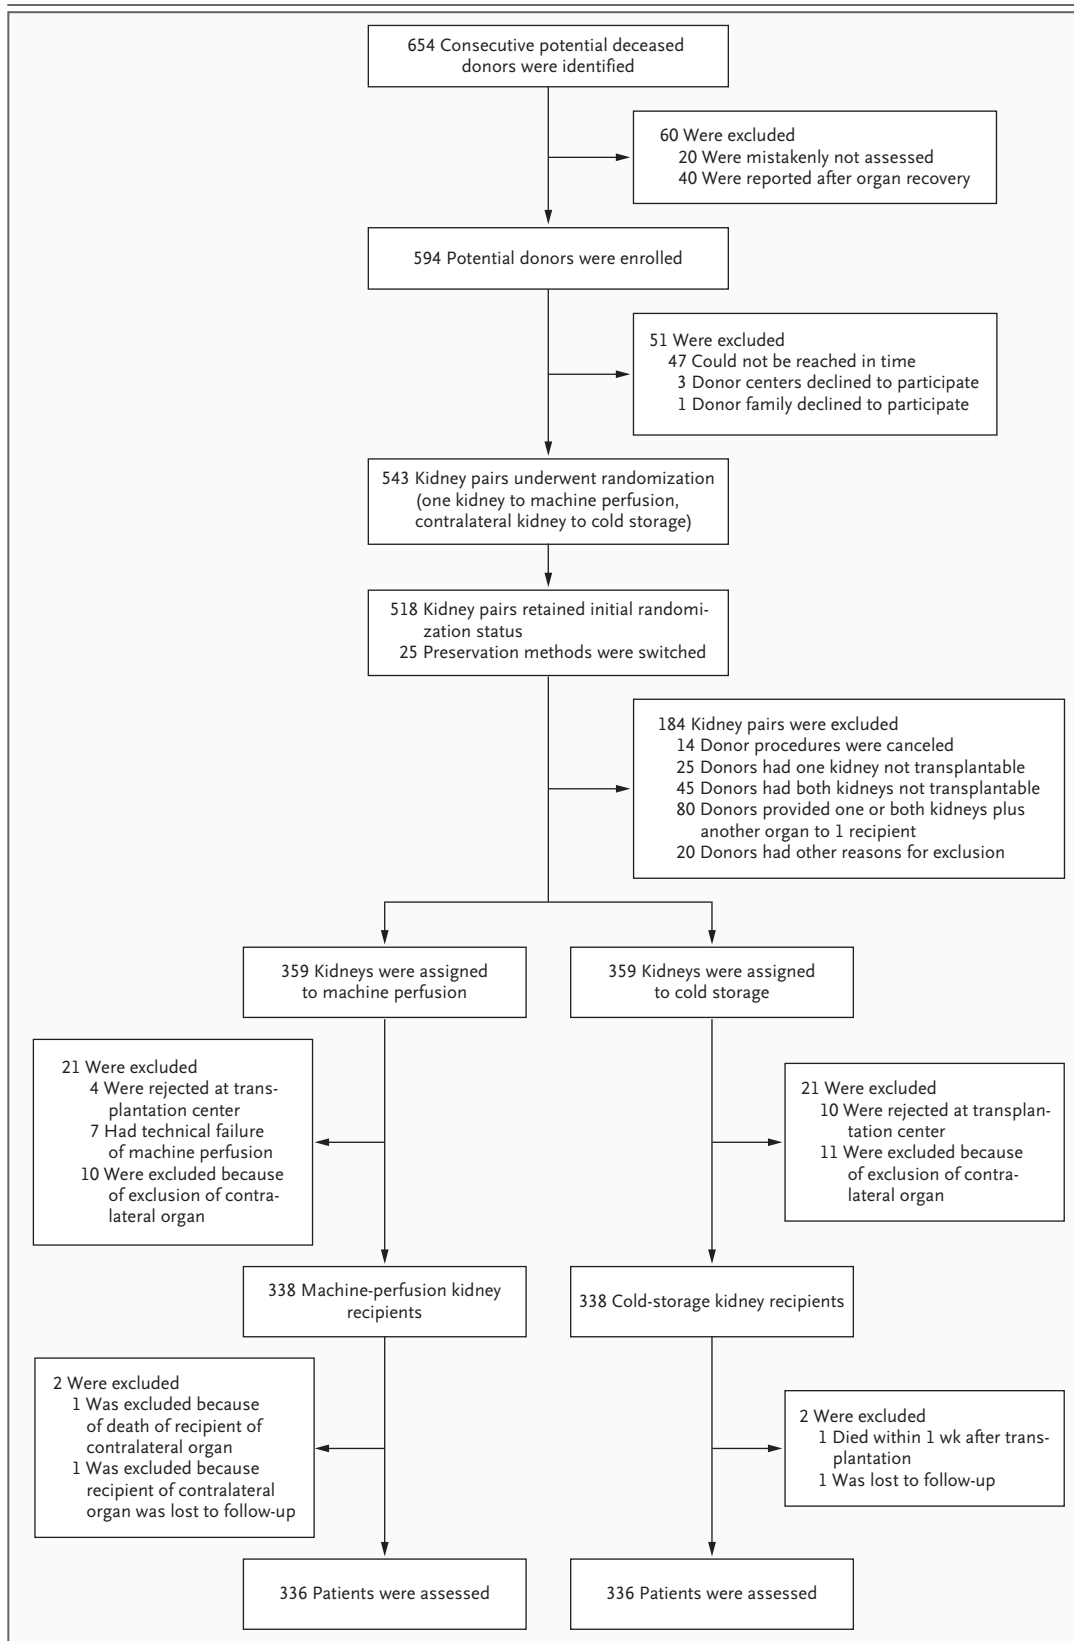 654 Consecutive potential deceased
donors were identified
60 Were excluded
20 Were mistakenly not assessed
40 Were reported after organ recovery
594 Potential donors were enrolled
51 Were excluded
47 Could not be reached in time
3 Donor centers declined to participate
1 Donor family declined to participate
543 Kidney pairs underwent randomization
(one kidney to machine perfusion,
contralateral kidney to cold storage)
518 Kidney pairs retained initial randomi-
zation status
25 Preservation methods were switched
184 Kidney pairs were excluded
14 Donor procedures were canceled
25 Donors had one kidney not transplantable
45 Donors had both kidneys not transplantable
80 Donors provided one or both kidneys plus
another organ to 1 recipient
20 Donors had other reasons for exclusion
359 Kidneys were assigned
to machine perfusion
359 Kidneys were assigned
to cold storage
21 Were excluded
4 Were rejected at trans-
plantation center
7 Had technical failure
of machine perfusion
10 Were excluded because
of exclusion of contra-
lateral organ
21 Were excluded
10 Were rejected at transplan-
tation center
11 Were excluded because
of exclusion of contra-
lateral organ
338 Machine-perfusion kidney
recipients
338 Cold-storage kidney recipients
2 Were excluded
1 Was excluded because
of death of recipient of
contralateral organ
1 Was excluded because
recipient of contralateral
organ was lost to follow-up
2 Were excluded
1 Died within 1 wk after trans-
plantation
1 Was lost to follow-up
336 Patients were assessed
336 Patients were assessed